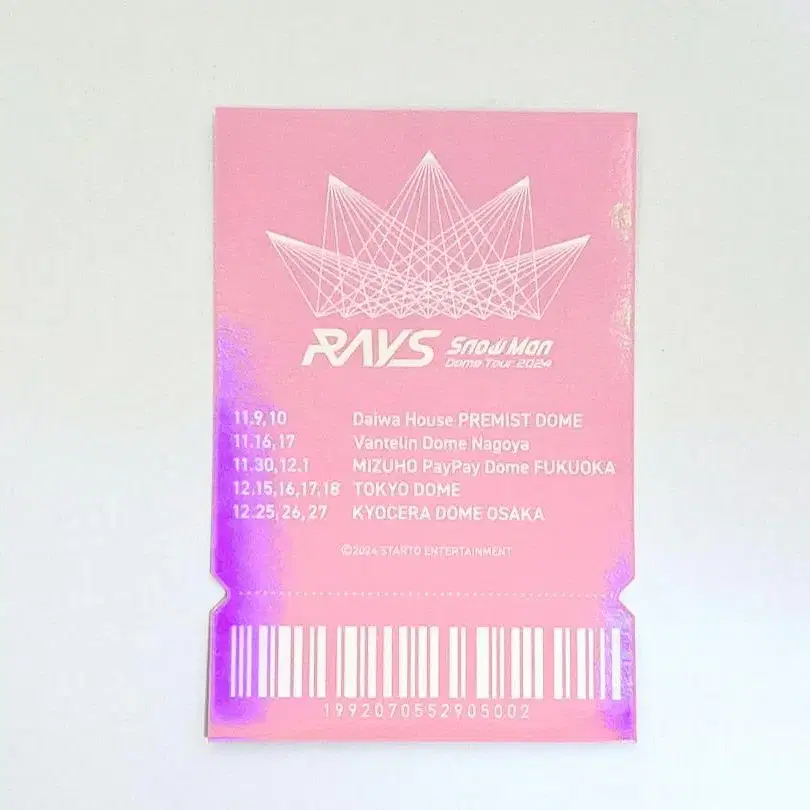 RAYS Snow Man
Dome Tour 2024
11.9,10 Daiwa House PREMIST DOME
11.16,17 Vantelin Dome Nagoya
11.30,12.1 MIZUHO PayPay Dome FUKUOKA
12.15,16,17,18 TOKYO DOME
12.25,26,27 KYOCERA DOME OSAKA
©2024 STARTO ENTERTAINMENT
1992070552905002